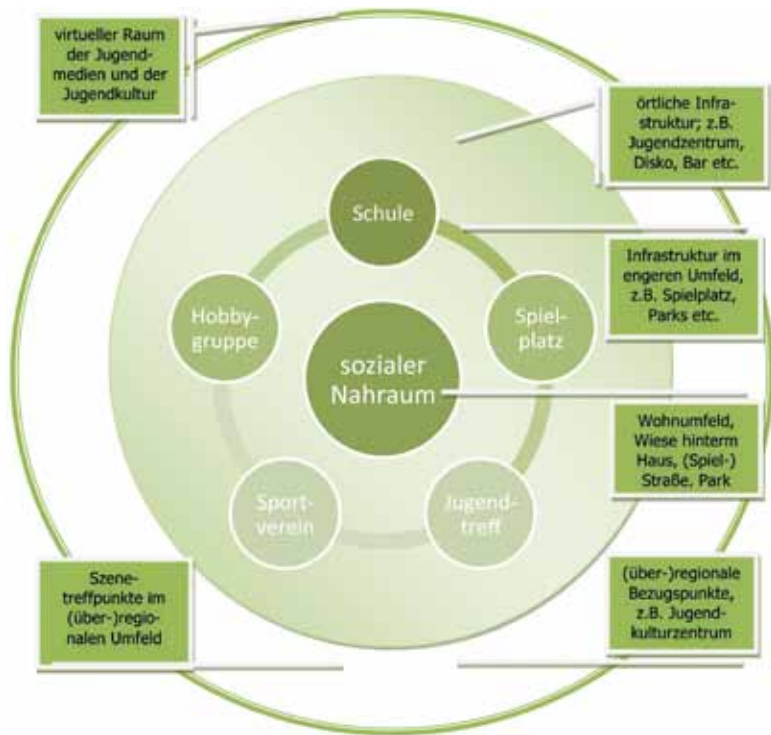 virtueller Raum
der Jugend-
medien und der
Jugendkultur
örtliche Infra-
struktur; z.B.
Jugendzentrum,
Disko, Bar etc.
Schule
Infrastruktur im
engeren Umfeld,
z.B. Spielplatz,
Parks etc.
Hobby-
gruppe
Spiel-
platz
sozialer
Nahraum
Wohnumfeld,
Wiese hinterm
Haus, (Spiel-)
Straße, Park
Sport-
verein
Jugend-
treff
Szene-
treffpunkte im
(über-)regio-
nalen Umfeld
(über-)regionale
Bezugspunkte,
z.B. Jugend-
kulturzentrum